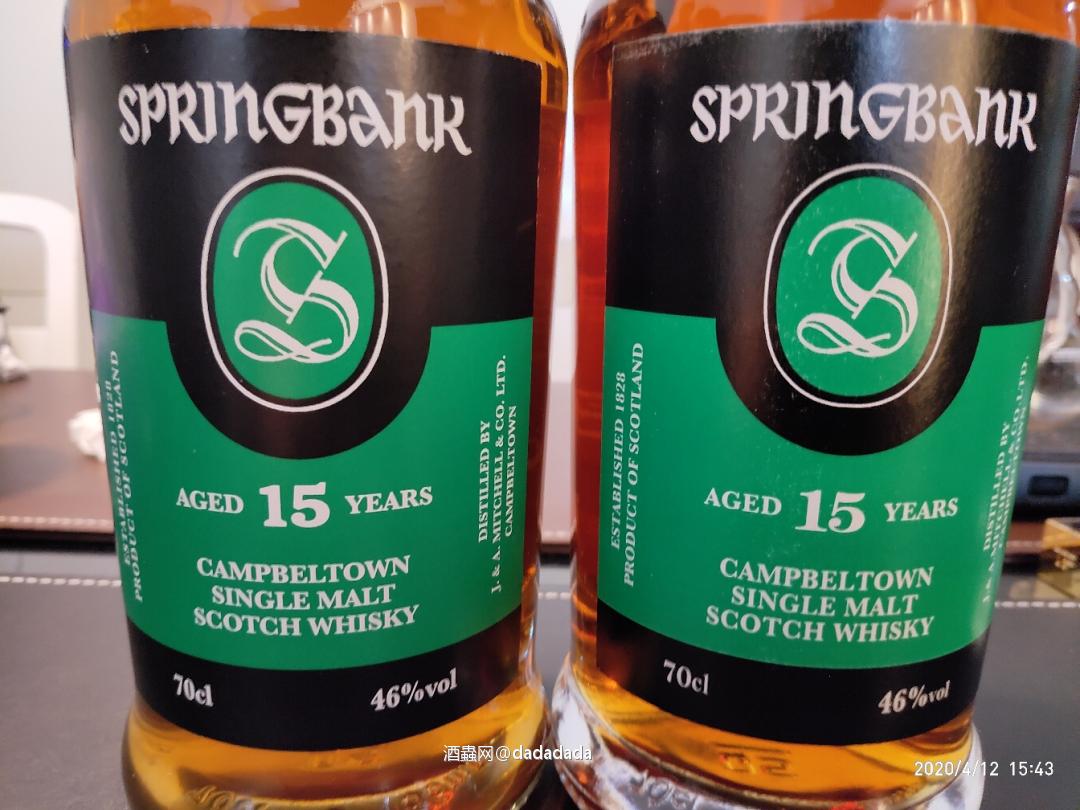 SPRINGBANK
S
ESTABLISHED 1828
PRODUCT OF SCOTLAND
DISTILLED BY
J. & A. MITCHELL & CO. LTD.
CAMPBELTOWN
AGED 15 YEARS
CAMPBELTOWN
SINGLE MALT
SCOTCH WHISKY
70cl
46%vol
SPRINGBANK
S
ESTABLISHED 1828
PRODUCT OF SCOTLAND
DISTILLED BY
AGED 15 YEARS
CAMPBELTOWN
SINGLE MALT
SCOTCH WHISKY
70cl
46%vol
酒蟲网@dadadada
2020/4/12 15:43